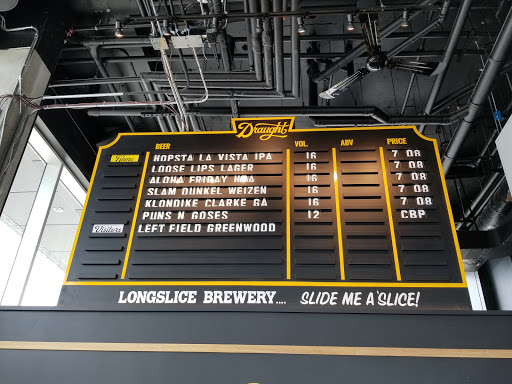 Draught
BEER VOL. ABV PRICE
Home HOPSTA LA VISTA IPA 16 7 08
LOOSE LIPS LAGER 16 7 08
ALOHA FRIDAY 16 7 08
SLAM DUNKEL WEIZEN 16 7 08
KLONDIKE CLARKE GA 16 7 08
PUNS N GOSES 12 CBP
Visitors LEFT FIELD GREENWOOD
LONGSLICE BREWERY.... SLIDE ME A 'SLICE!